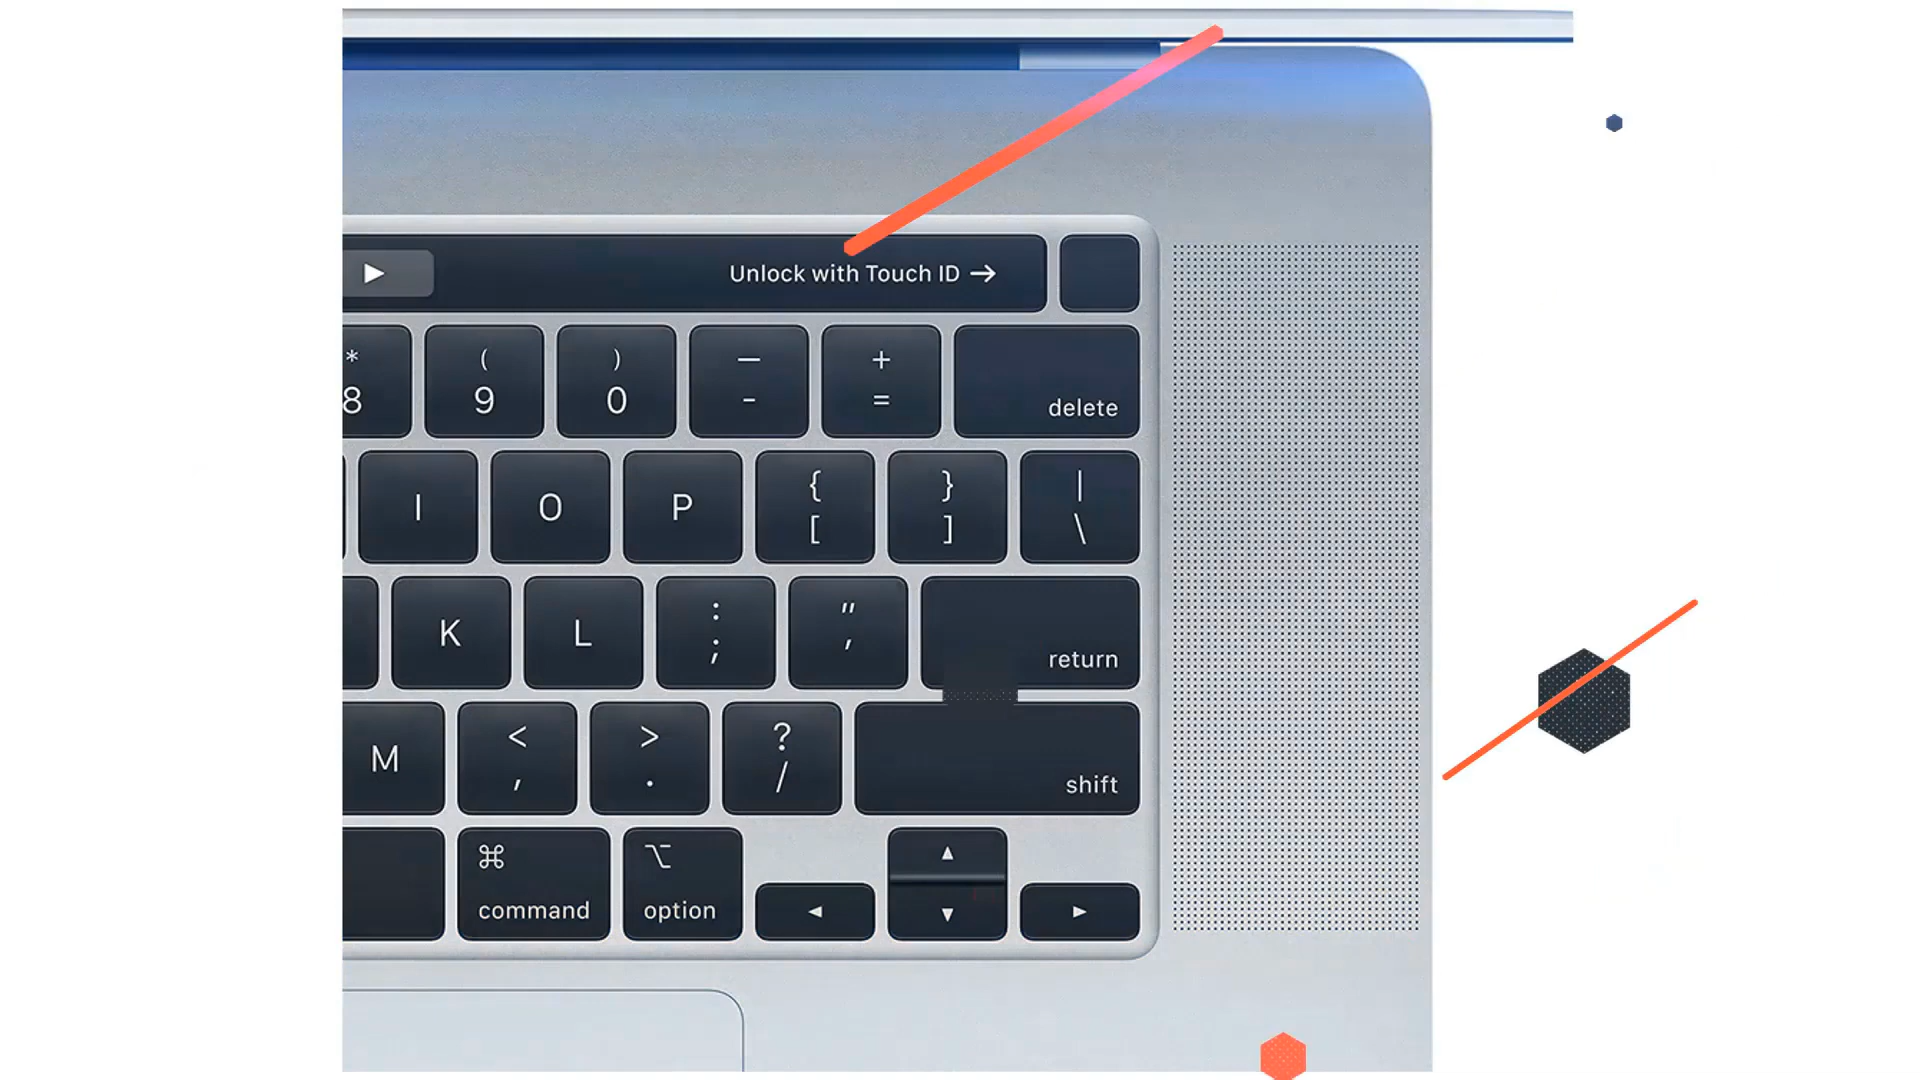 Unlock with Touch ID →
* ( ) — +
8 9 0 - = delete
{ } |
I O P [ ] \
: "
K L ; ' return
< > ?
M , . / shift
⌘ ⌥
command option